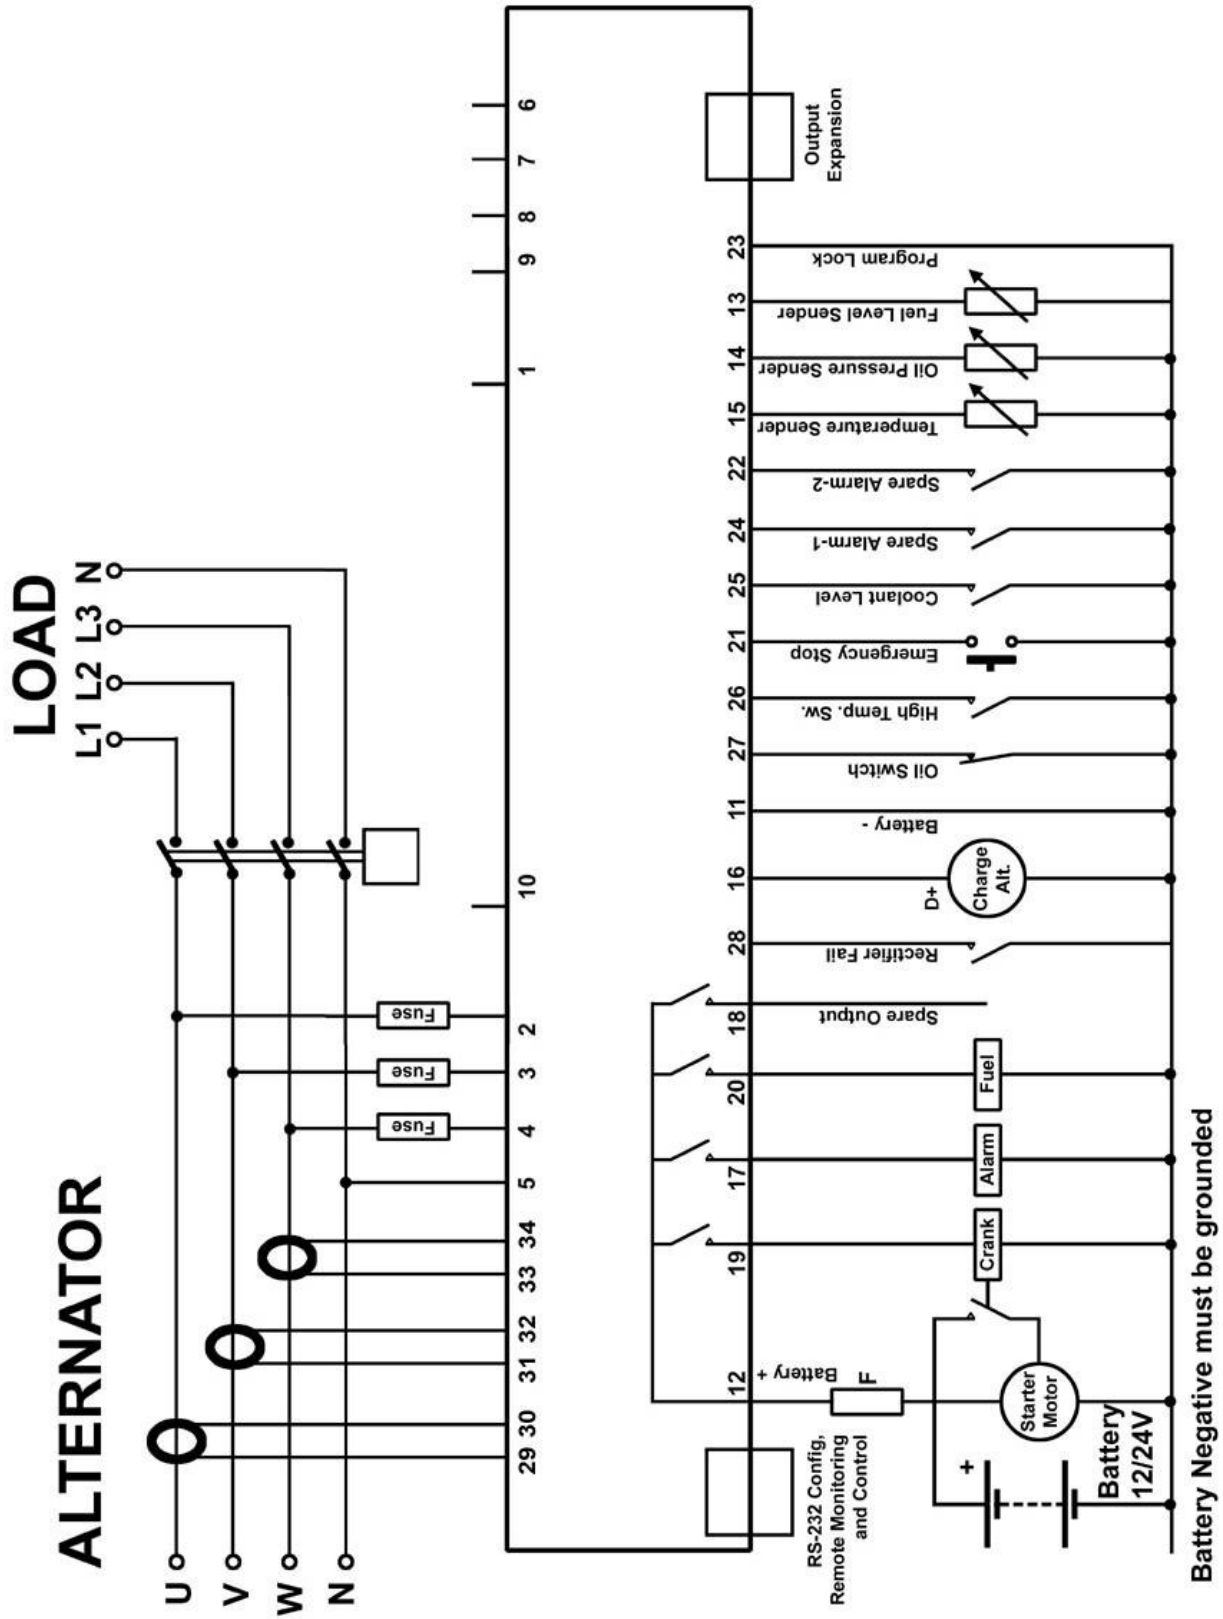 ALTERNATOR
LOAD
U
V
W
N
L1
L2
L3
N
Fuse
Fuse
Fuse
29
30
31
32
33
34
5
4
3
2
10
1
9
8
7
6
RS-232 Config,
Remote Monitoring
and Control
Output
Expansion
12
19
17
20
18
28
16
11
27
26
21
25
24
22
15
14
13
23
Battery +
F
Spare Output
Rectifier Fail
D+
Battery -
Oil Switch
High Temp. Sw.
Emergency Stop
Coolant Level
Spare Alarm-1
Spare Alarm-2
Temperature Sender
Oil Pressure Sender
Fuel Level Sender
Program Lock
+
Battery
12/24V
Starter
Motor
Crank
Alarm
Fuel
Charge
Alt.
Battery Negative must be grounded